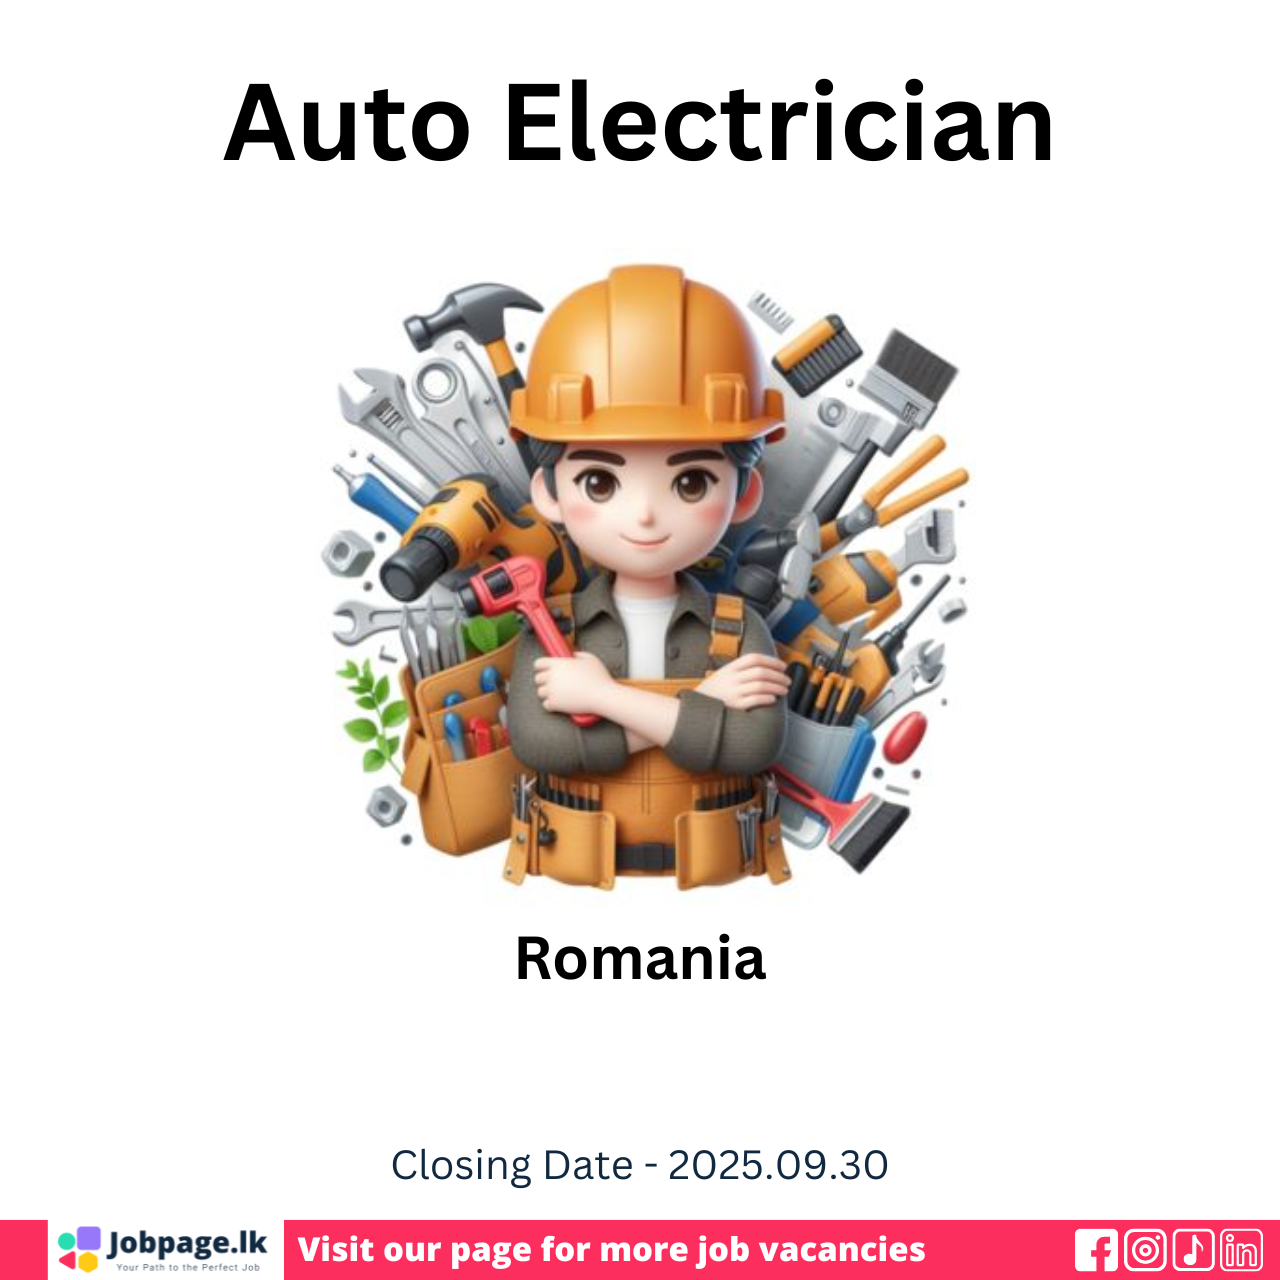 Auto Electrician
Romania
Closing Date - 2025.09.30
Jobpage.lk
Your Path to the Perfect Job
Visit our page for more job vacancies
in